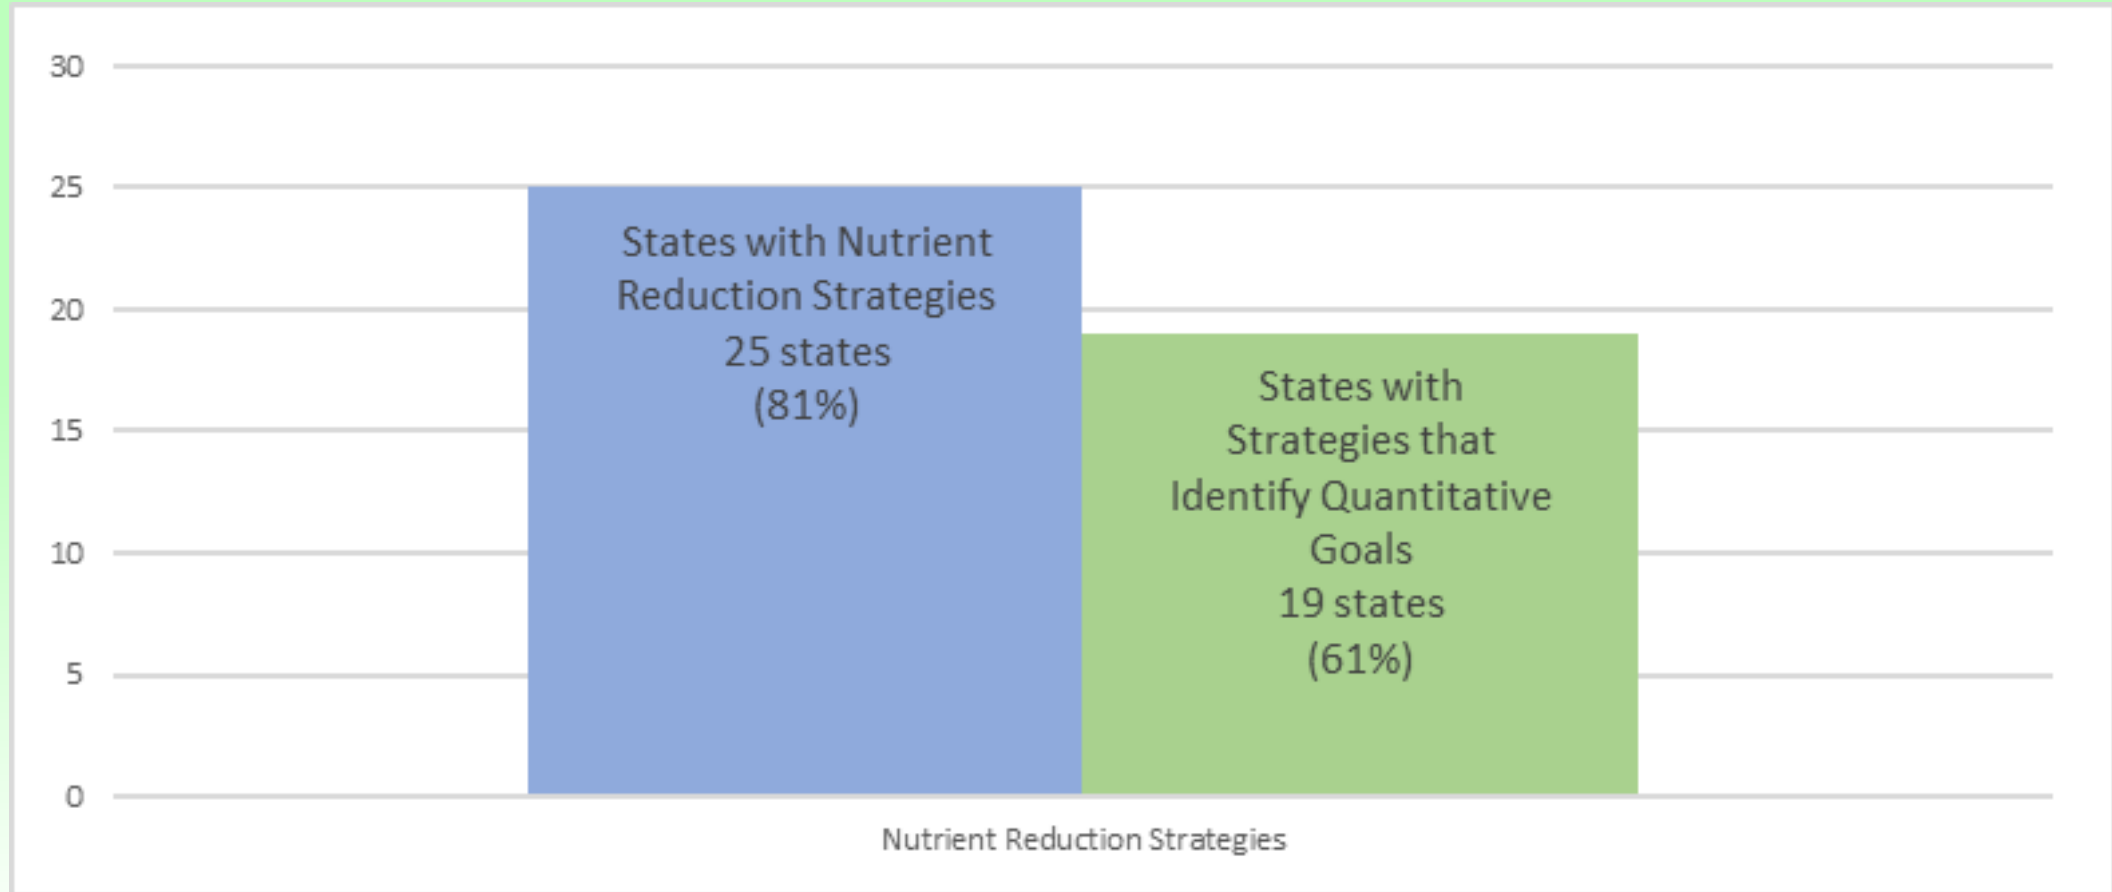 30
25
20
15
10
5
0
States with Nutrient
Reduction Strategies
25 states
(81%)
States with
Strategies that
Identify Quantitative
Goals
19 states
(61%)
Nutrient Reduction Strategies